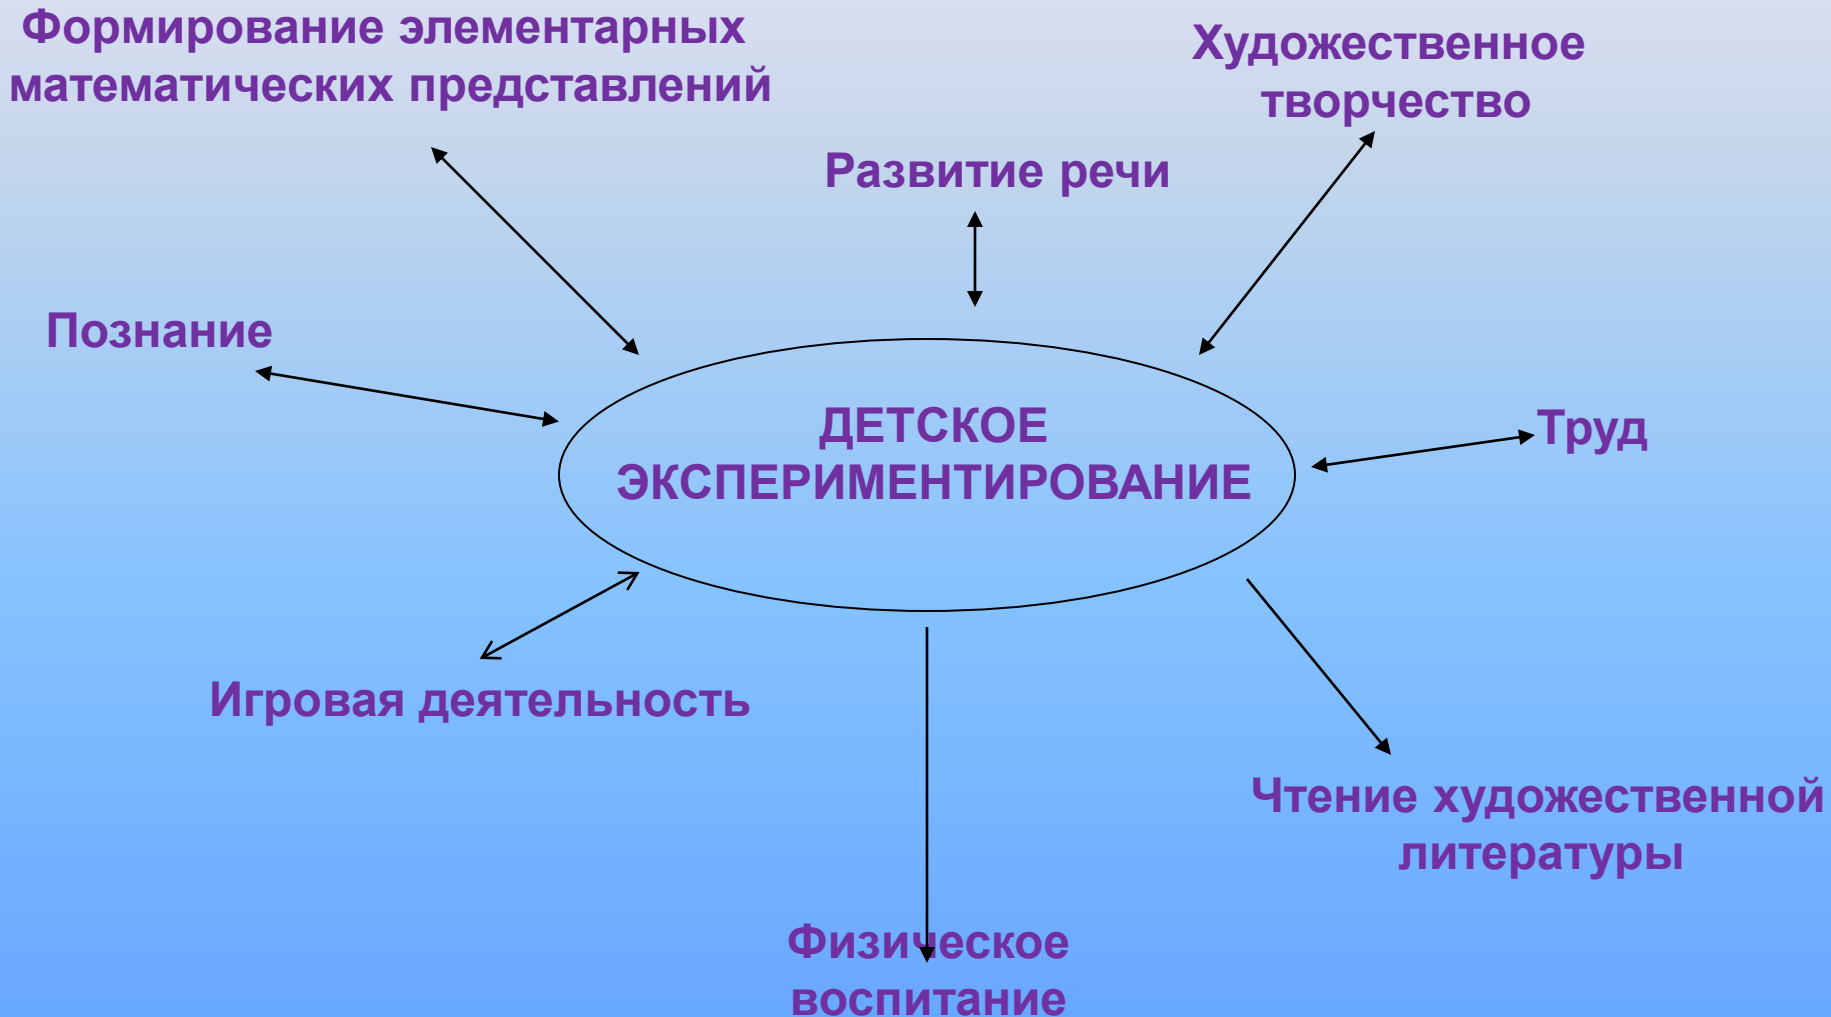 Формирование элементарных
математических представлений
Художественное
творчество
Развитие речи
Познание
ДЕТСКОЕ
ЭКСПЕРИМЕНТИРОВАНИЕ
Труд
Игровая деятельность
Чтение художественной
литературы
Физическое
воспитание